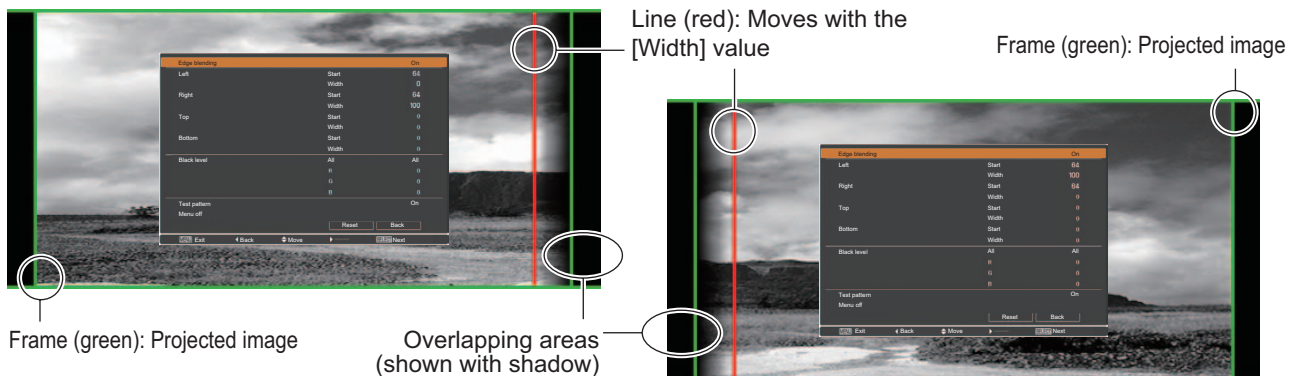 Line (red): Moves with the
[Width] value
Frame (green): Projected image
Edge blending On
Left Start 64
Width 0
Right Start 64
Width 100
Top Start 0
Width 0
Bottom Start 0
Width 0
Black level All All
R 0
G 0
B 0
Test pattern On
Menu off
Reset Back
MENU Exit Back Move SELECT Next
Edge blending On
Left Start 64
Width 100
Right Start 64
Width 0
Top Start 0
Width 0
Bottom Start 0
Width 0
Black level All All
R 0
G 0
B 0
Test pattern On
Menu off
Reset Back
MENU Exit Back Move SELECT Next
Frame (green): Projected image
Overlapping areas
(shown with shadow)